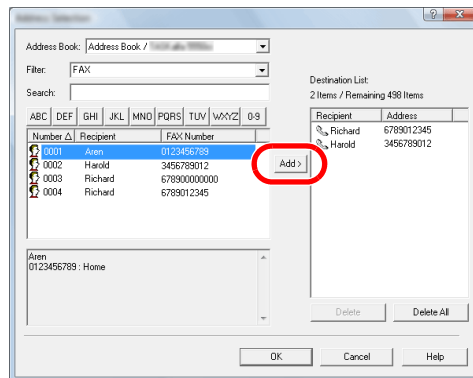 Address Book: Address Book /
Filter: FAX
Search:
ABC DEF GHI JKL MNO PQRS TUV WXYZ 0-9
Number Recipient FAX Number
0001 Aren 0123456789
0002 Harold 3456789012
0003 Richard 678900000000
0004 Richard 6789012345
Aren
0123456789 : Home
Add >
Destination List:
2 Items / Remaining 498 Items
Recipient Address
Richard 6789012345
Harold 3456789012
Delete Delete All
OK Cancel Help